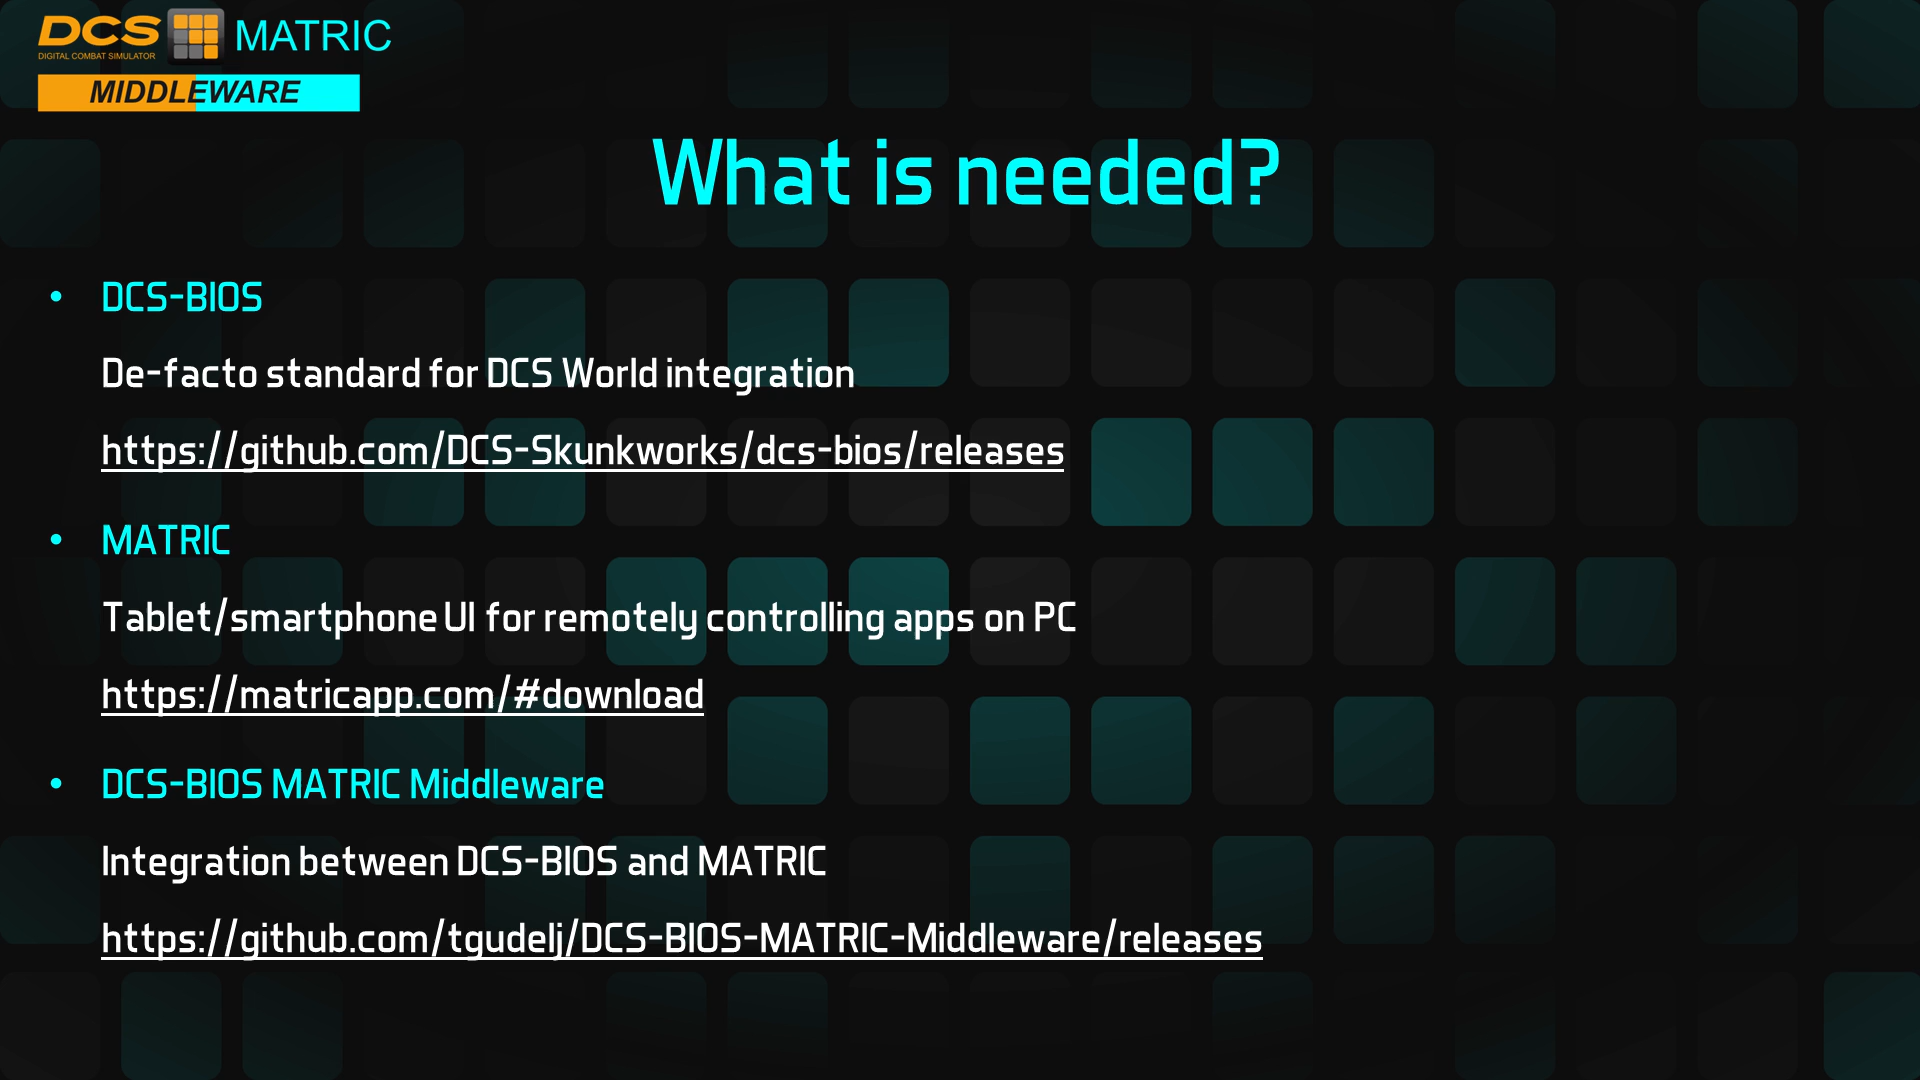 DCS MATRIC
DIGITAL COMBAT SIMULATOR
MIDDLEWARE
What is needed?
• DCS-BIOS
De-facto standard for DCS World integration
https://github.com/DCS-Skunkworks/dcs-bios/releases
• MATRIC
Tablet/smartphone UI for remotely controlling apps on PC
https://matricapp.com/#download
• DCS-BIOS MATRIC Middleware
Integration between DCS-BIOS and MATRIC
https://github.com/tgudelj/DCS-BIOS-MATRIC-Middleware/releases